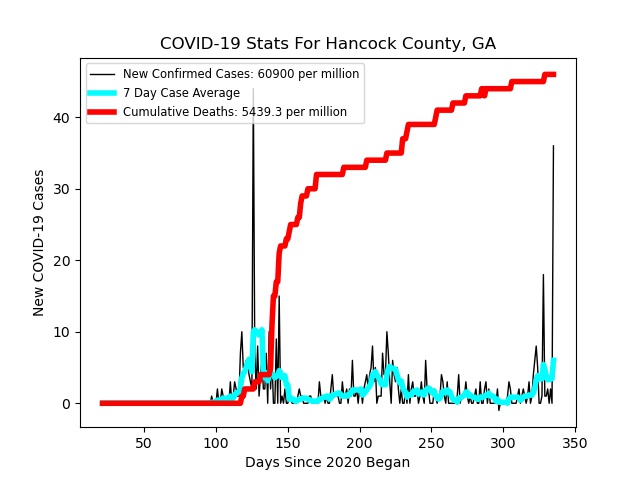 COVID-19 Stats For Hancock County, GA
New Confirmed Cases: 60900 per million
7 Day Case Average
Cumulative Deaths: 5439.3 per million
New COVID-19 Cases
40
30
20
10
0
50 100 150 200 250 300 350
Days Since 2020 Began